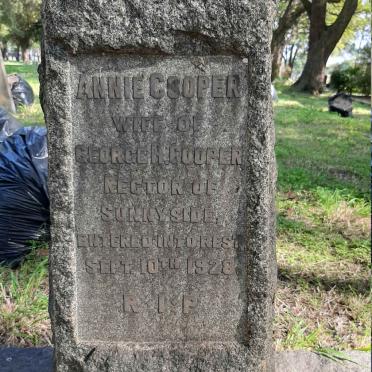 ANNIE COOPER
WIFE OF
GEORGE H. COOPER
RECTOR OF
SUNNYSIDE,
ENTERED INTO REST
SEPT. 10TH 1928
R. I. P.